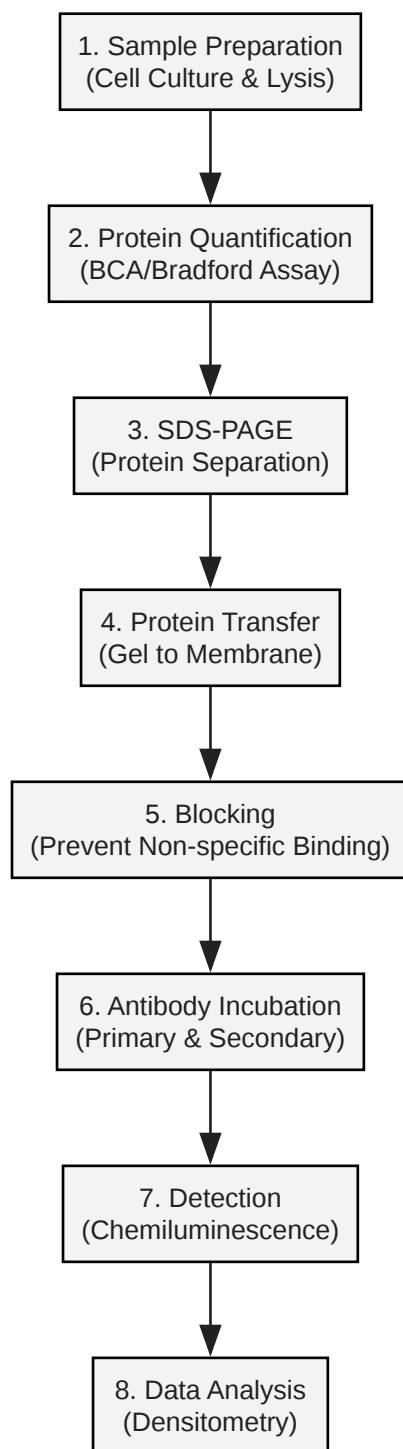 1. Sample Preparation
(Cell Culture & Lysis)
2. Protein Quantification
(BCA/Bradford Assay)
3. SDS-PAGE
(Protein Separation)
4. Protein Transfer
(Gel to Membrane)
5. Blocking
(Prevent Non-specific Binding)
6. Antibody Incubation
(Primary & Secondary)
7. Detection
(Chemiluminescence)
8. Data Analysis
(Densitometry)